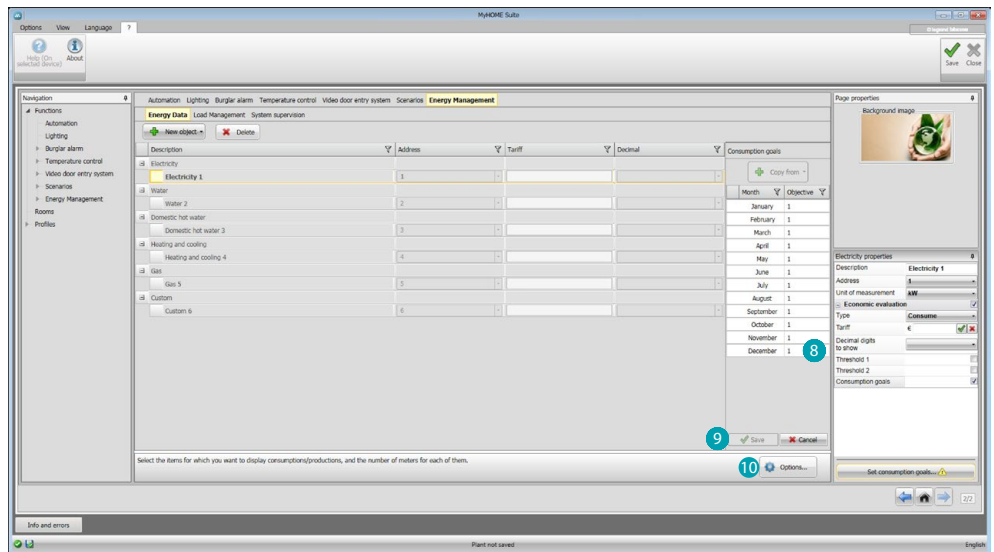 MyHOME Suite
Options View Language ?
Help (On selected device) About
Save Close
Navigation
Functions
Automation
Lighting
Burglar alarm
Temperature control
Video door entry system
Scenarios
Energy Management
Rooms
Profiles
Automation Lighting Burglar alarm Temperature control Video door entry system Scenarios Energy Management
Energy Data Load Management System supervision
New object Delete
Description Address Tariff Decimal
Electricity
Electricity 1 1
Water
Water 2 2
Domestic hot water
Domestic hot water 3 3
Heating and cooling
Heating and cooling 4 4
Gas
Gas 5 5
Custom
Custom 6 6
Consumption goals
Copy from
Month Objective
January 1
February 1
March 1
April 1
May 1
June 1
July 1
August 1
September 1
October 1
November 1
December 1
8
9 Save Cancel
Select the items for which you want to display consumptions/productions, and the number of meters for each of them.
10 Options...
Page properties
Background image
Electricity properties
Description Electricity 1
Address 1
Unit of measurement kW
Economic evaluation
Type Consume
Tariff €
Decimal digits
to show
Threshold 1
Threshold 2
Consumption goals
Set consumption goals...
2/2
Info and errors
Plant not saved
English